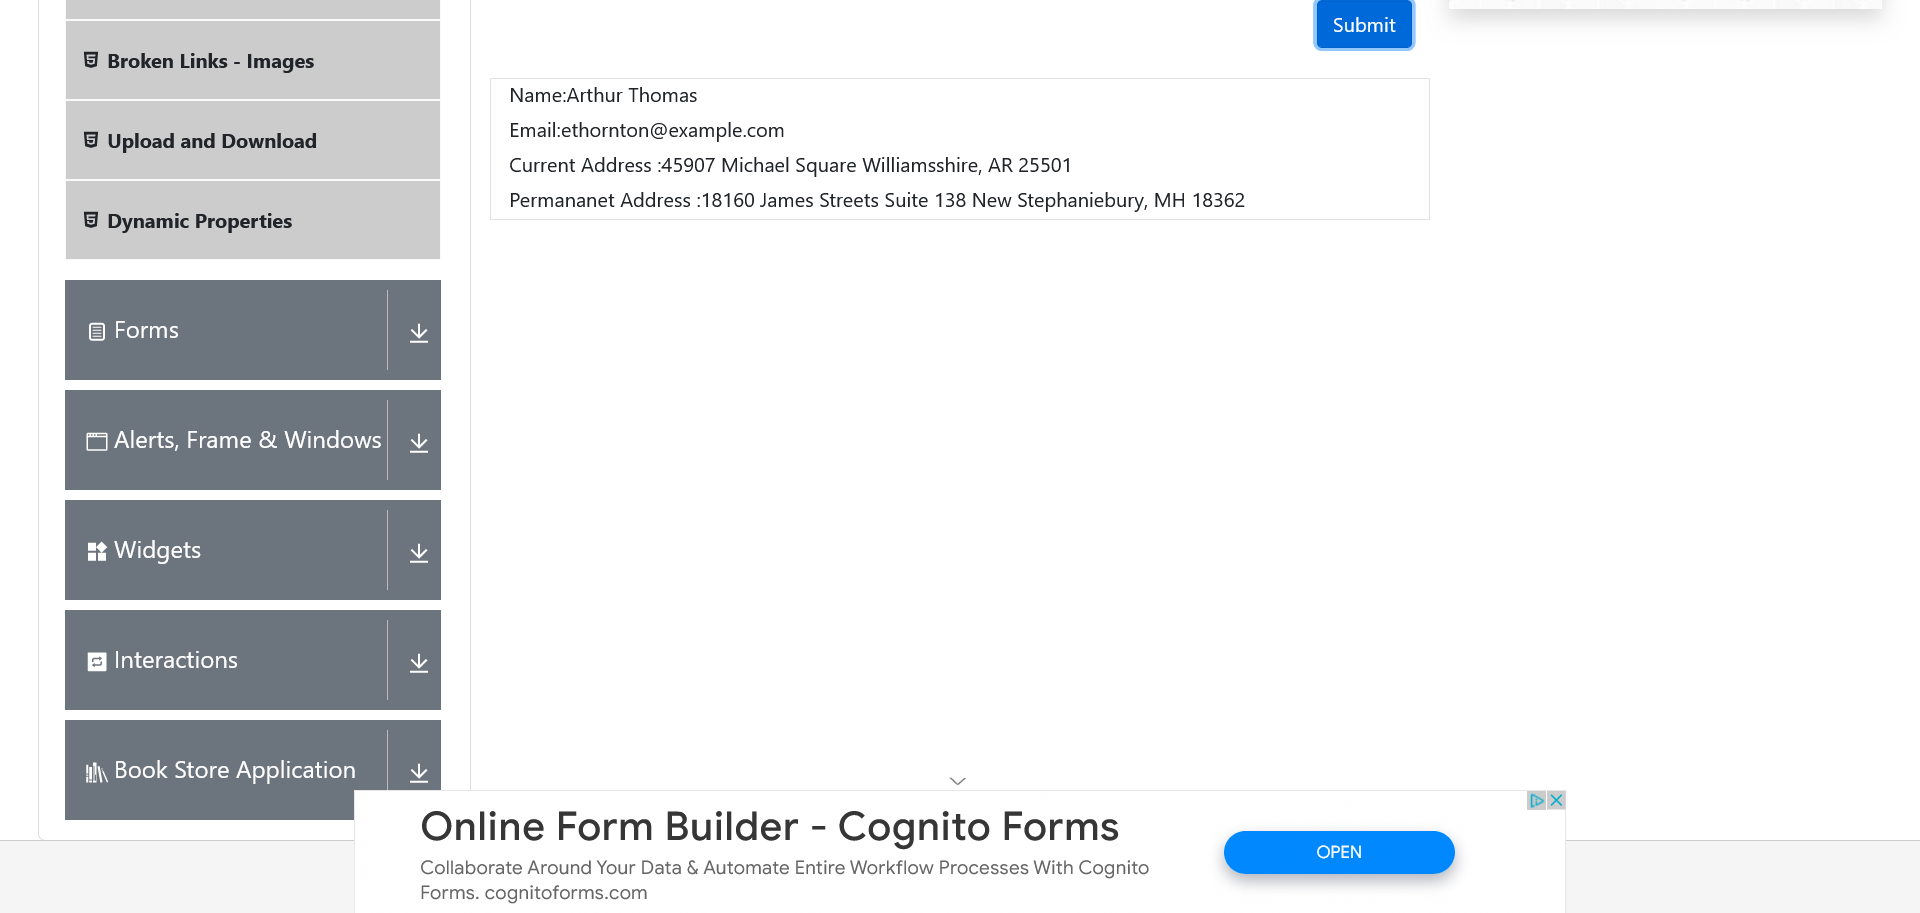 Submit
Broken Links - Images
Upload and Download
Dynamic Properties
Name:Arthur Thomas
Email:ethornton@example.com
Current Address :45907 Michael Square Williamsshire, AR 25501
Permananet Address :18160 James Streets Suite 138 New Stephaniebury, MH 18362
Forms
Alerts, Frame & Windows
Widgets
Interactions
Book Store Application
Online Form Builder - Cognito Forms
Collaborate Around Your Data & Automate Entire Workflow Processes With Cognito
Forms. cognitoforms.com
OPEN